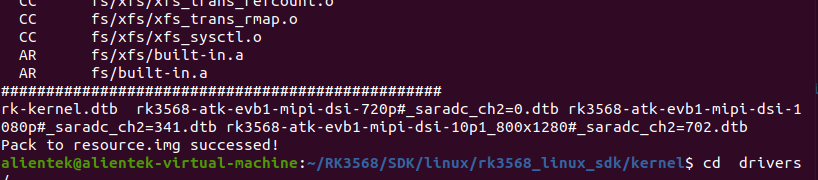 CC fs/xfs/xfs_trans_refcount.o
CC fs/xfs/xfs_trans_rmap.o
CC fs/xfs/xfs_sysctl.o
AR fs/xfs/built-in.a
AR fs/built-in.a
#################################################
rk-kernel.dtb rk3568-atk-evb1-mipi-dsi-720p#_saradc_ch2=0.dtb rk3568-atk-evb1-mipi-dsi-1
080p#_saradc_ch2=341.dtb rk3568-atk-evb1-mipi-dsi-10p1_800x1280#_saradc_ch2=702.dtb
Pack to resource.img successed!
alientek@alientek-virtual-machine:~/RK3568/SDK/linux/rk3568_linux_sdk/kernel$ cd drivers
/